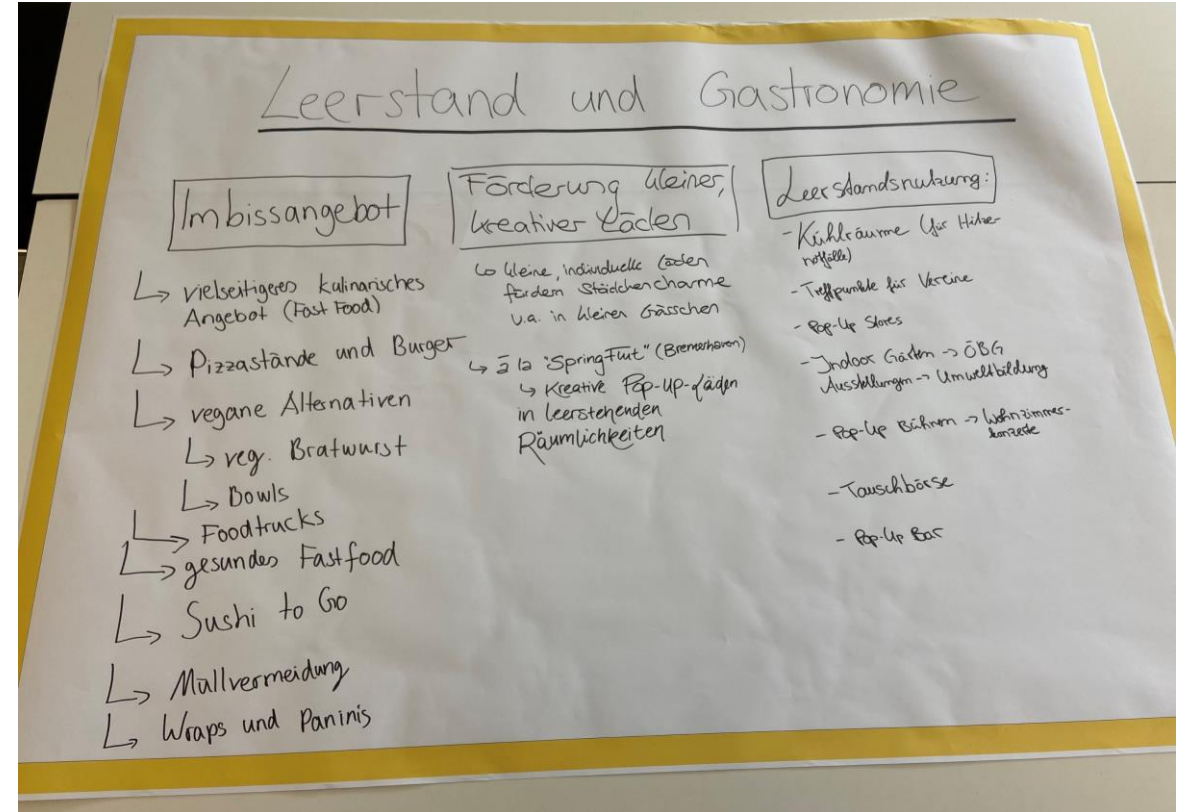 Leerstand und Gastronomie
Imbissangebot
↳ vielseitigeres kulinarisches
Angebot (Fast Food)
↳ Pizzastände und Burger
↳ vegane Alternativen
↳ veg. Bratwurst
↳ Bowls
↳ Foodtrucks
↳ gesundes Fastfood
↳ Sushi to Go
↳ Müllvermeidung
↳ Wraps und Paninis
Förderung kleiner,
kreativer Läden
↳ kleine, individuelle Läden
fördern Städtchencharme
u.a. in kleinen Gässchen
↳ à la "Springflut" (Bremerhaven)
↳ Kreative Pop-Up-Läden
in leerstehenden
Räumlichkeiten
Leerstandsnutzung:
- Kühlräume (für Hitze-
notfälle)
- Treffpunkte für Vereine
- Pop-Up Stores
- Indoor Gärten -> ÖBG
Ausstellungen -> Umweltbildung
- Pop-Up Bühnen -> Wohnzimmer-
konzerte
- Tauschbörse
- Pop-Up Bar